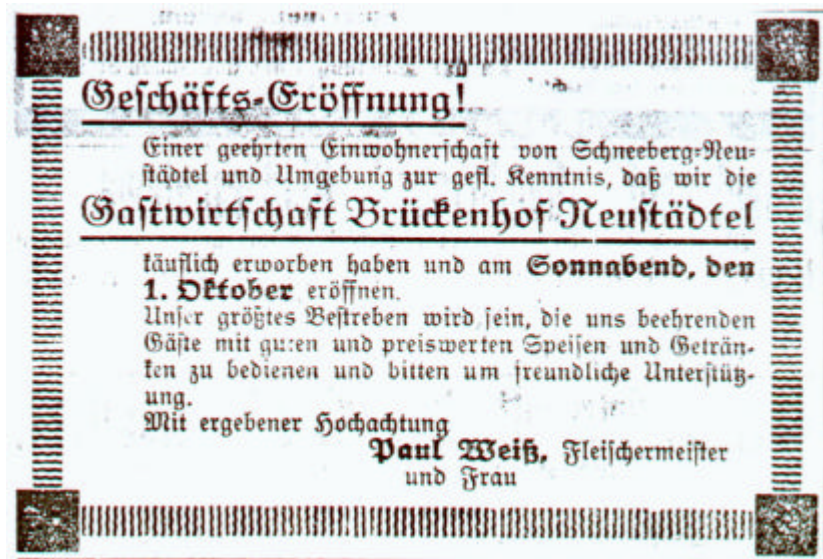 Geschäfts-Eröffnung!
Einer geehrten Einwohnerschaft von Schneeberg-Neu-
städtel und Umgebung zur gefl. Kenntnis, daß wir die
Gastwirtschaft Brückenhof Neustädtel
käuflich erworben haben und am Sonnabend, den
1. Oktober eröffnen.
Unser größtes Bestreben wird sein, die uns beehrenden
Gäste mit guten und preiswerten Speisen und Geträn-
ken zu bedienen und bitten um freundliche Unterstütz-
ung.
Mit ergebener Hochachtung
Paul Weiß, Fleischermeister
und Frau